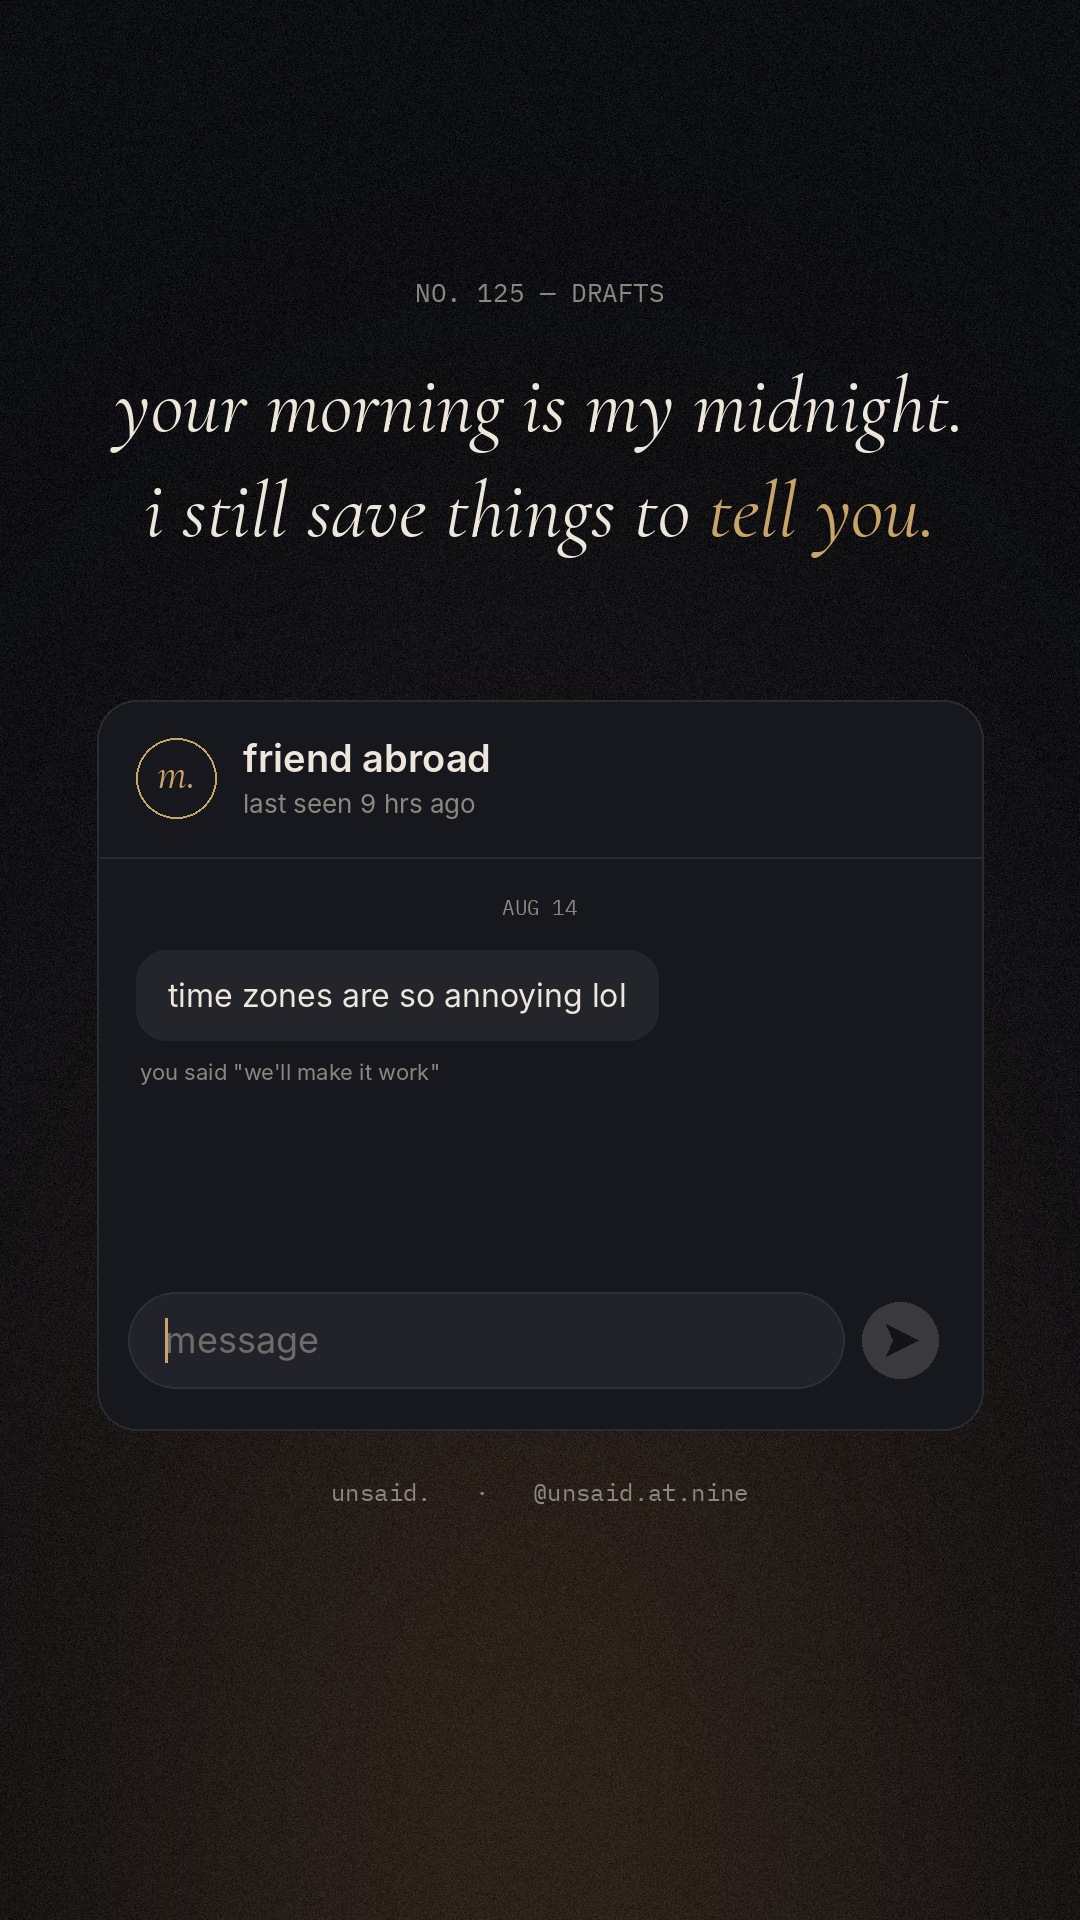 NO. 125 — DRAFTS
your morning is my midnight.
i still save things to tell you.
m.
friend abroad
last seen 9 hrs ago
AUG 14
time zones are so annoying lol
you said "we'll make it work"
message
unsaid. · @unsaid.at.nine